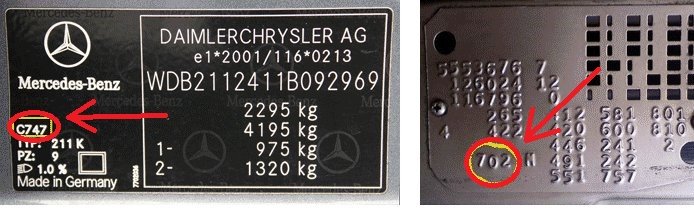 DAIMLERCHRYSLER AG
e1*2001/116*0213
Mercedes-Benz
WDB2112411B092969
2295 kg
4195 kg
C747
TYP: 211 K
PZ: 9
1- 975 kg
1.0 %
2- 1320 kg
Made in Germany
5553676 7
126024 12
116796 0
265 412 581 801
4 422 420 600 810
446 241 2
702 N 491 242
551 757